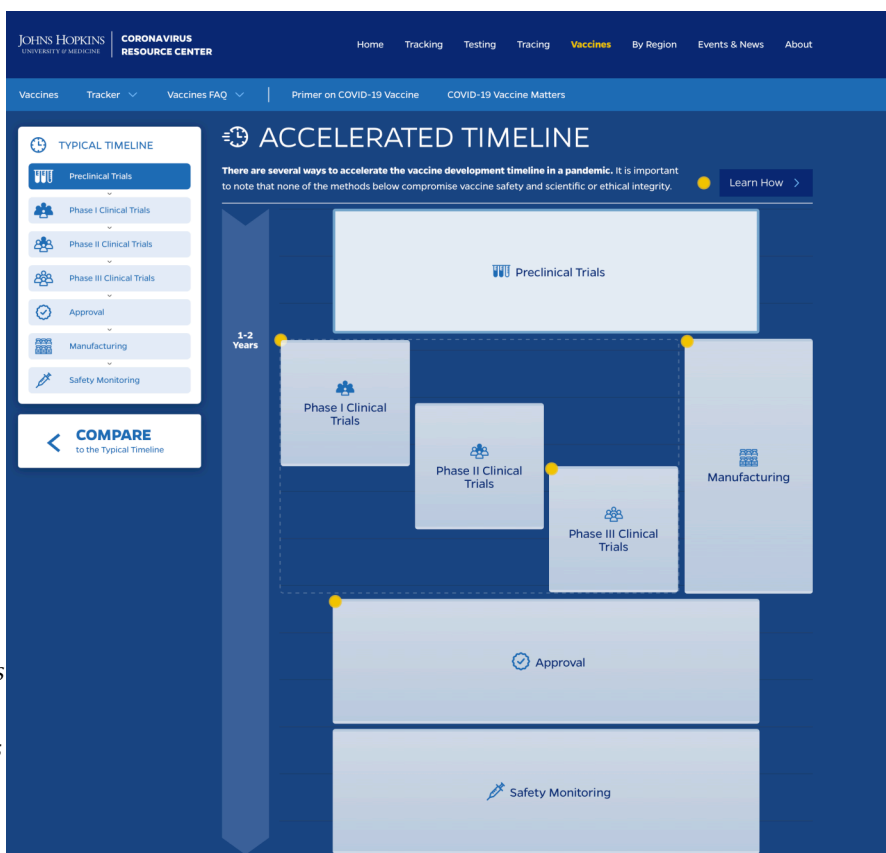 JOHNS HOPKINS
UNIVERSITY & MEDICINE
CORONAVIRUS
RESOURCE CENTER
Home Tracking Testing Tracing Vaccines By Region Events & News About
Vaccines Tracker Vaccines FAQ Primer on COVID-19 Vaccine COVID-19 Vaccine Matters
TYPICAL TIMELINE
Preclinical Trials
Phase I Clinical Trials
Phase II Clinical Trials
Phase III Clinical Trials
Approval
Manufacturing
Safety Monitoring
COMPARE
to the Typical Timeline
ACCELERATED TIMELINE
There are several ways to accelerate the vaccine development timeline in a pandemic. It is important
to note that none of the methods below compromise vaccine safety and scientific or ethical integrity.
Learn How
1-2
Years
Preclinical Trials
Phase I Clinical
Trials
Phase II Clinical
Trials
Phase III Clinical
Trials
Manufacturing
Approval
Safety Monitoring